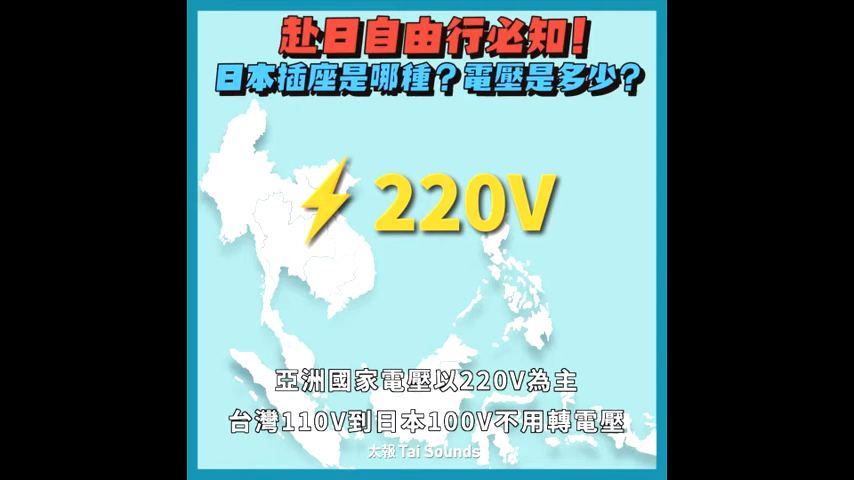 赴日自由行必知!
日本插座是哪種?電壓是多少?
220V
亞洲國家電壓以220V為主
台灣110V到日本100V不用轉電壓
太報 Tai Sounds